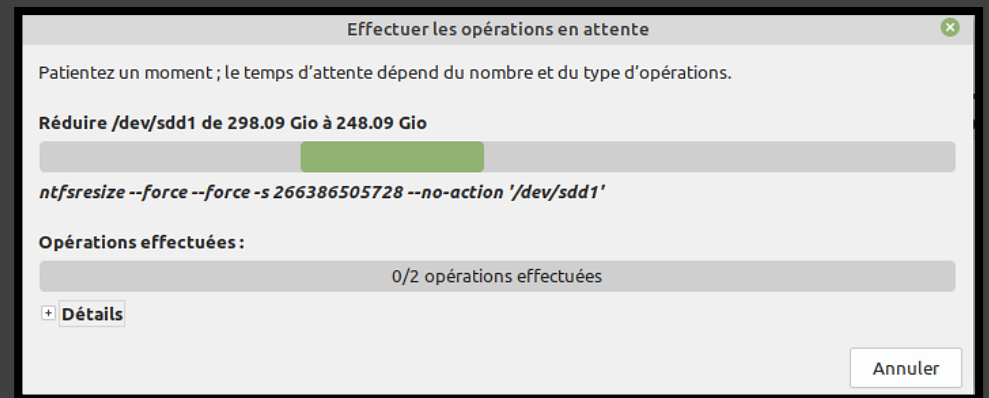 Effectuer les opérations en attente
Patientez un moment ; le temps d'attente dépend du nombre et du type d'opérations.
Réduire /dev/sdd1 de 298.09 Gio à 248.09 Gio
ntfsresize --force --force -s 266386505728 --no-action '/dev/sdd1'
Opérations effectuées :
0/2 opérations effectuées
Détails
Annuler